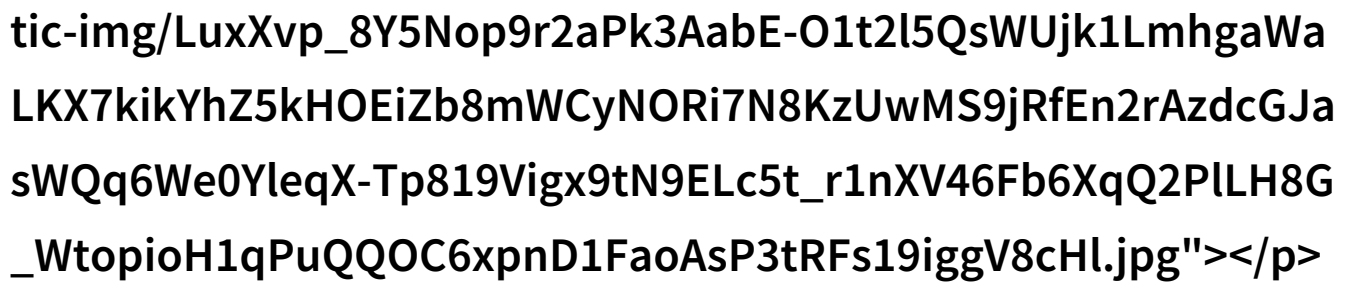 tic-img/LuxXvp_8Y5Nop9r2aPk3AabE-O1t2l5QsWUjk1LmhgaWa
LKX7kikYhZ5kHOEiZb8mWCyNORi7N8KzUwMS9jRfEn2rAzdcGJa
sWQq6We0YleqX-Tp819Vigx9tN9ELc5t_r1nXV46Fb6XqQ2PlLH8G
_WtopioH1qPuQQOC6xpnD1FaoAsP3tRFs19iggV8cHl.jpg"></p>